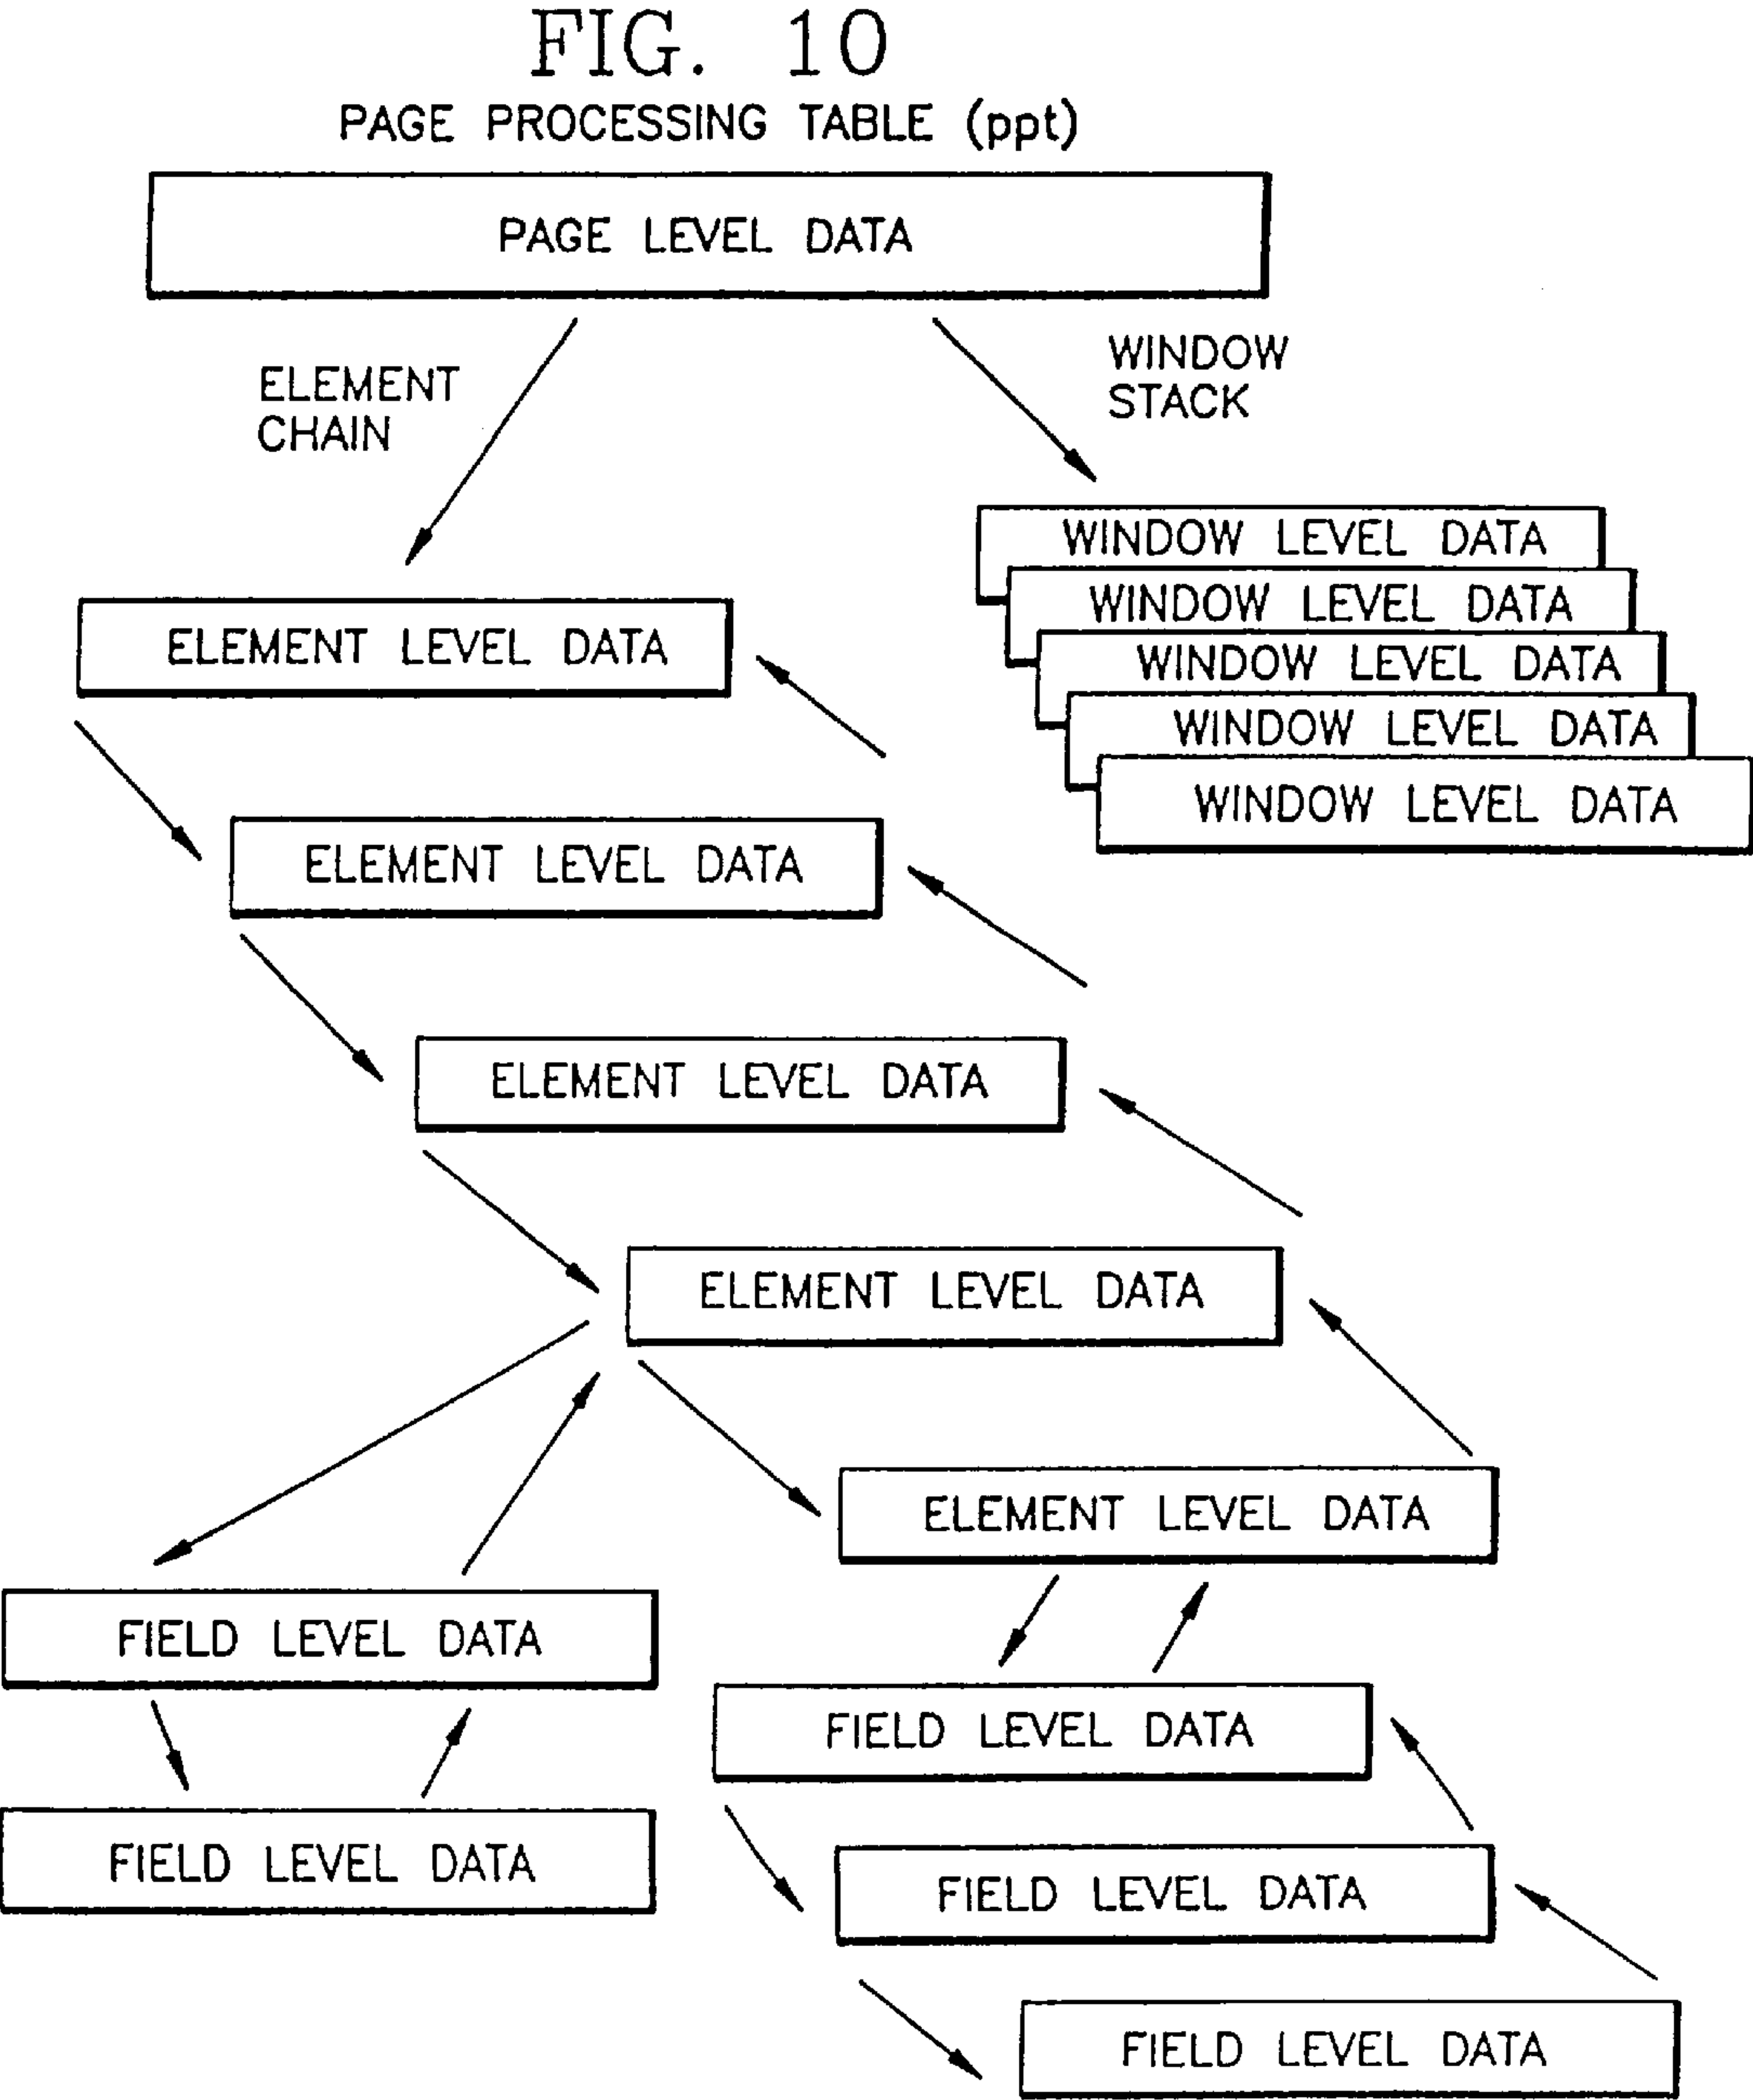 FIG. 10
PAGE PROCESSING TABLE (ppt)
PAGE LEVEL DATA
ELEMENT
CHAIN
WINDOW
STACK
WINDOW LEVEL DATA
WINDOW LEVEL DATA
WINDOW LEVEL DATA
WINDOW LEVEL DATA
WINDOW LEVEL DATA
ELEMENT LEVEL DATA
ELEMENT LEVEL DATA
ELEMENT LEVEL DATA
ELEMENT LEVEL DATA
ELEMENT LEVEL DATA
FIELD LEVEL DATA
FIELD LEVEL DATA
FIELD LEVEL DATA
FIELD LEVEL DATA
FIELD LEVEL DATA